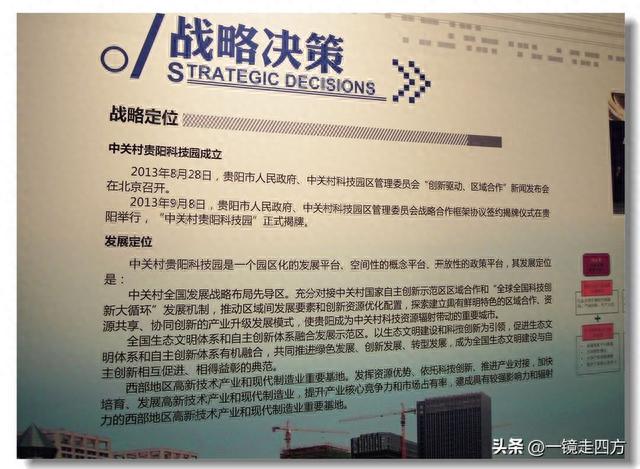 战略决策
STRATEGIC DECISIONS
战略定位
中关村贵阳科技园成立
2013年8月28日，贵阳市人民政府、中关村科技园区管理委员会“创新驱动、区域合作”新闻发布会
在北京召开。
2013年9月8日，贵阳市人民政府、中关村科技园区管理委员会战略合作框架协议签约揭牌仪式在贵
阳举行，“中关村贵阳科技园”正式揭牌。
发展定位
中关村贵阳科技园是一个园区化的发展平台、空间性的概念平台、开放性的政策平台，其发展定位
是：
中关村全国发展战略布局先导区。充分对接中关村国家自主创新示范区区域合作和“全球全国科技创
新大循环”发展机制，推动区域间发展要素和创新资源优化配置，探索建立具有鲜明特色的区域合作、资
源共享、协同创新的产业升级发展模式，使贵阳成为中关村科技资源辐射带动的重要城市。
全国生态文明体系和自主创新体系融合发展示范区。以生态文明建设和科技创新为引领，促进生态文
明体系和自主创新体系有机融合，共同推进绿色发展、创新发展、转型发展，成为全国生态文明建设与自
主创新相互促进、相得益彰的典范。
西部地区高新技术产业和现代制造业重要基地。发挥资源优势、依托科技创新、推进产业对接，加快
培育、发展高新技术产业和现代制造业，提升产业核心竞争力和市场占有率，建成具有较强影响力和辐射
力的西部地区高新技术产业和现代制造业重要基地。
头条 @一镜走四方